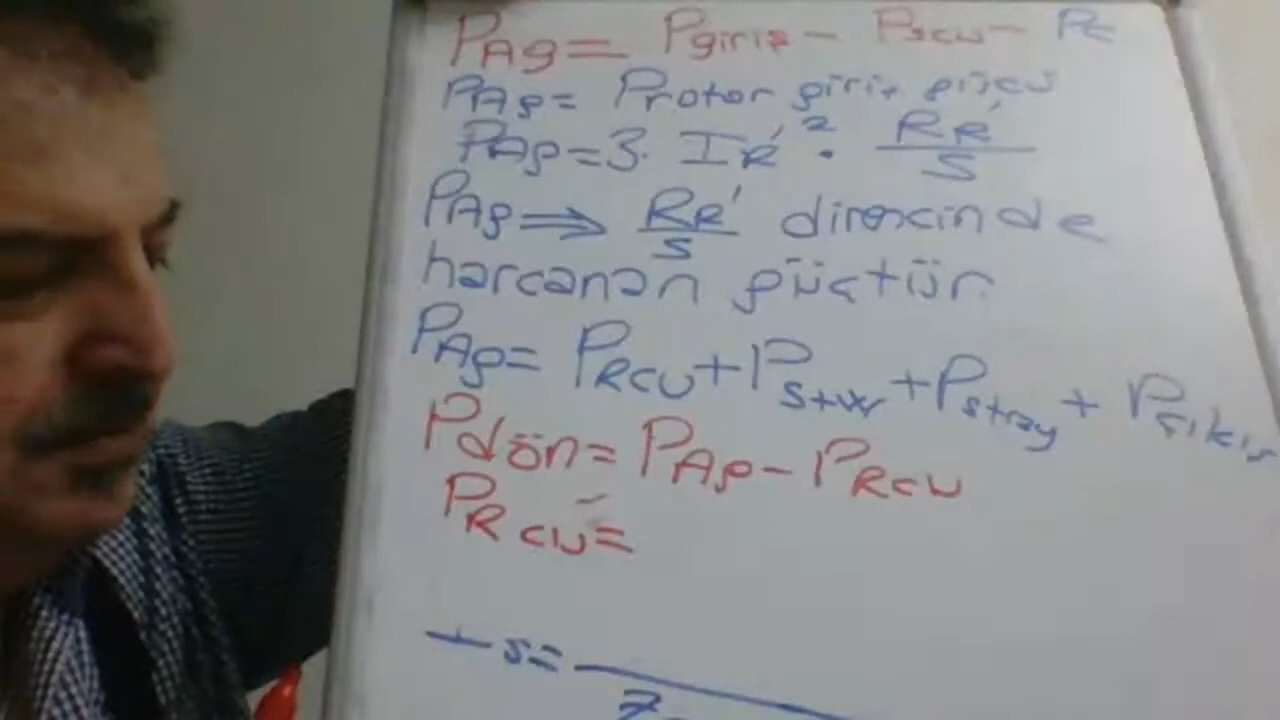 PAg = Pgiriş - Pscu - Pc
PAg = Protor giriş gücü
PAg = 3. IR'² . RR'/s
PAg ⇒ RR'/s direncinde
harcanan güçtür.
PAg = PRcu + Ps+w + Pstray + Pçıkış
Pdön = PAg - PRcu
PRcu =
s =